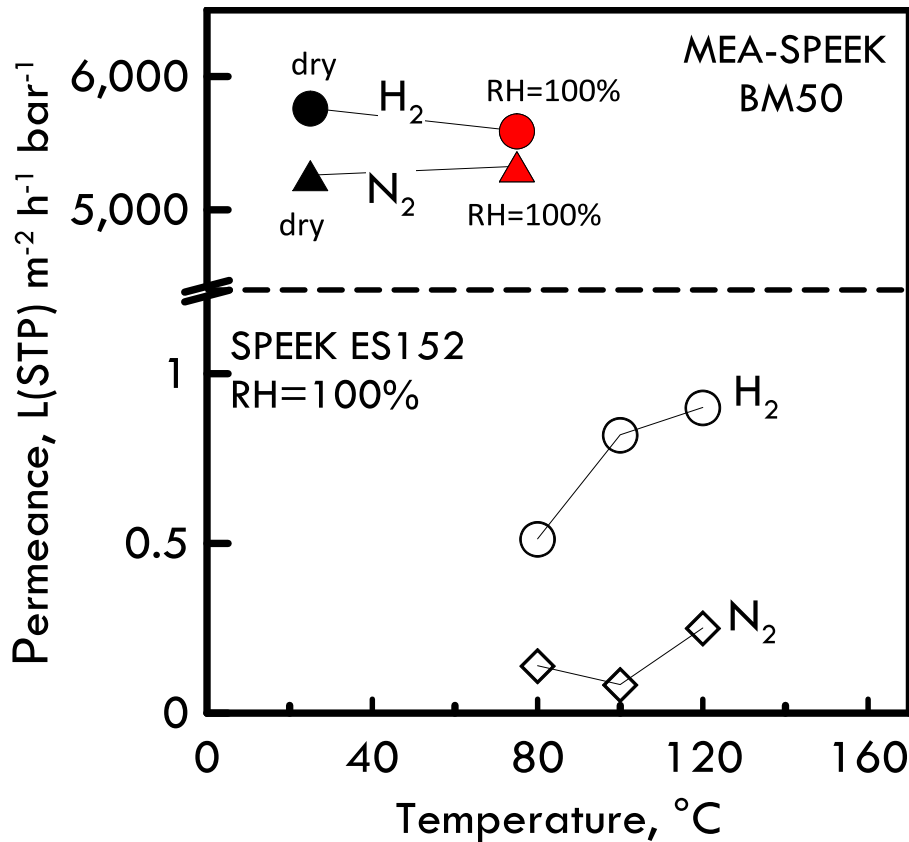 Permeance, L(STP) m⁻² h⁻¹ bar⁻¹
6,000
5,000
1
0.5
0
MEA-SPEEK
BM50
dry
H₂
RH=100%
N₂
dry
RH=100%
SPEEK ES152
RH=100%
H₂
N₂
0 40 80 120 160
Temperature, °C